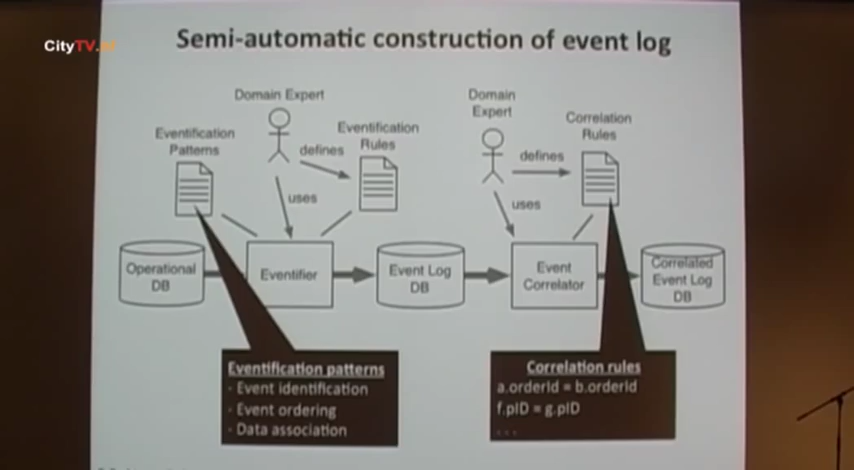 CityTV.
Semi-automatic construction of event log
Domain Expert
Domain
Expert
Eventification
Patterns
defines
Eventification
Rules
Correlation
Rules
defines
uses
uses
Operational
DB
Eventifier
Event Log
DB
Event
Correlator
Correlated
Event Log
DB
Eventification patterns
- Event identification
- Event ordering
- Data association
Correlation rules
a.orderId = b.orderId
f.pID = g.pID
...